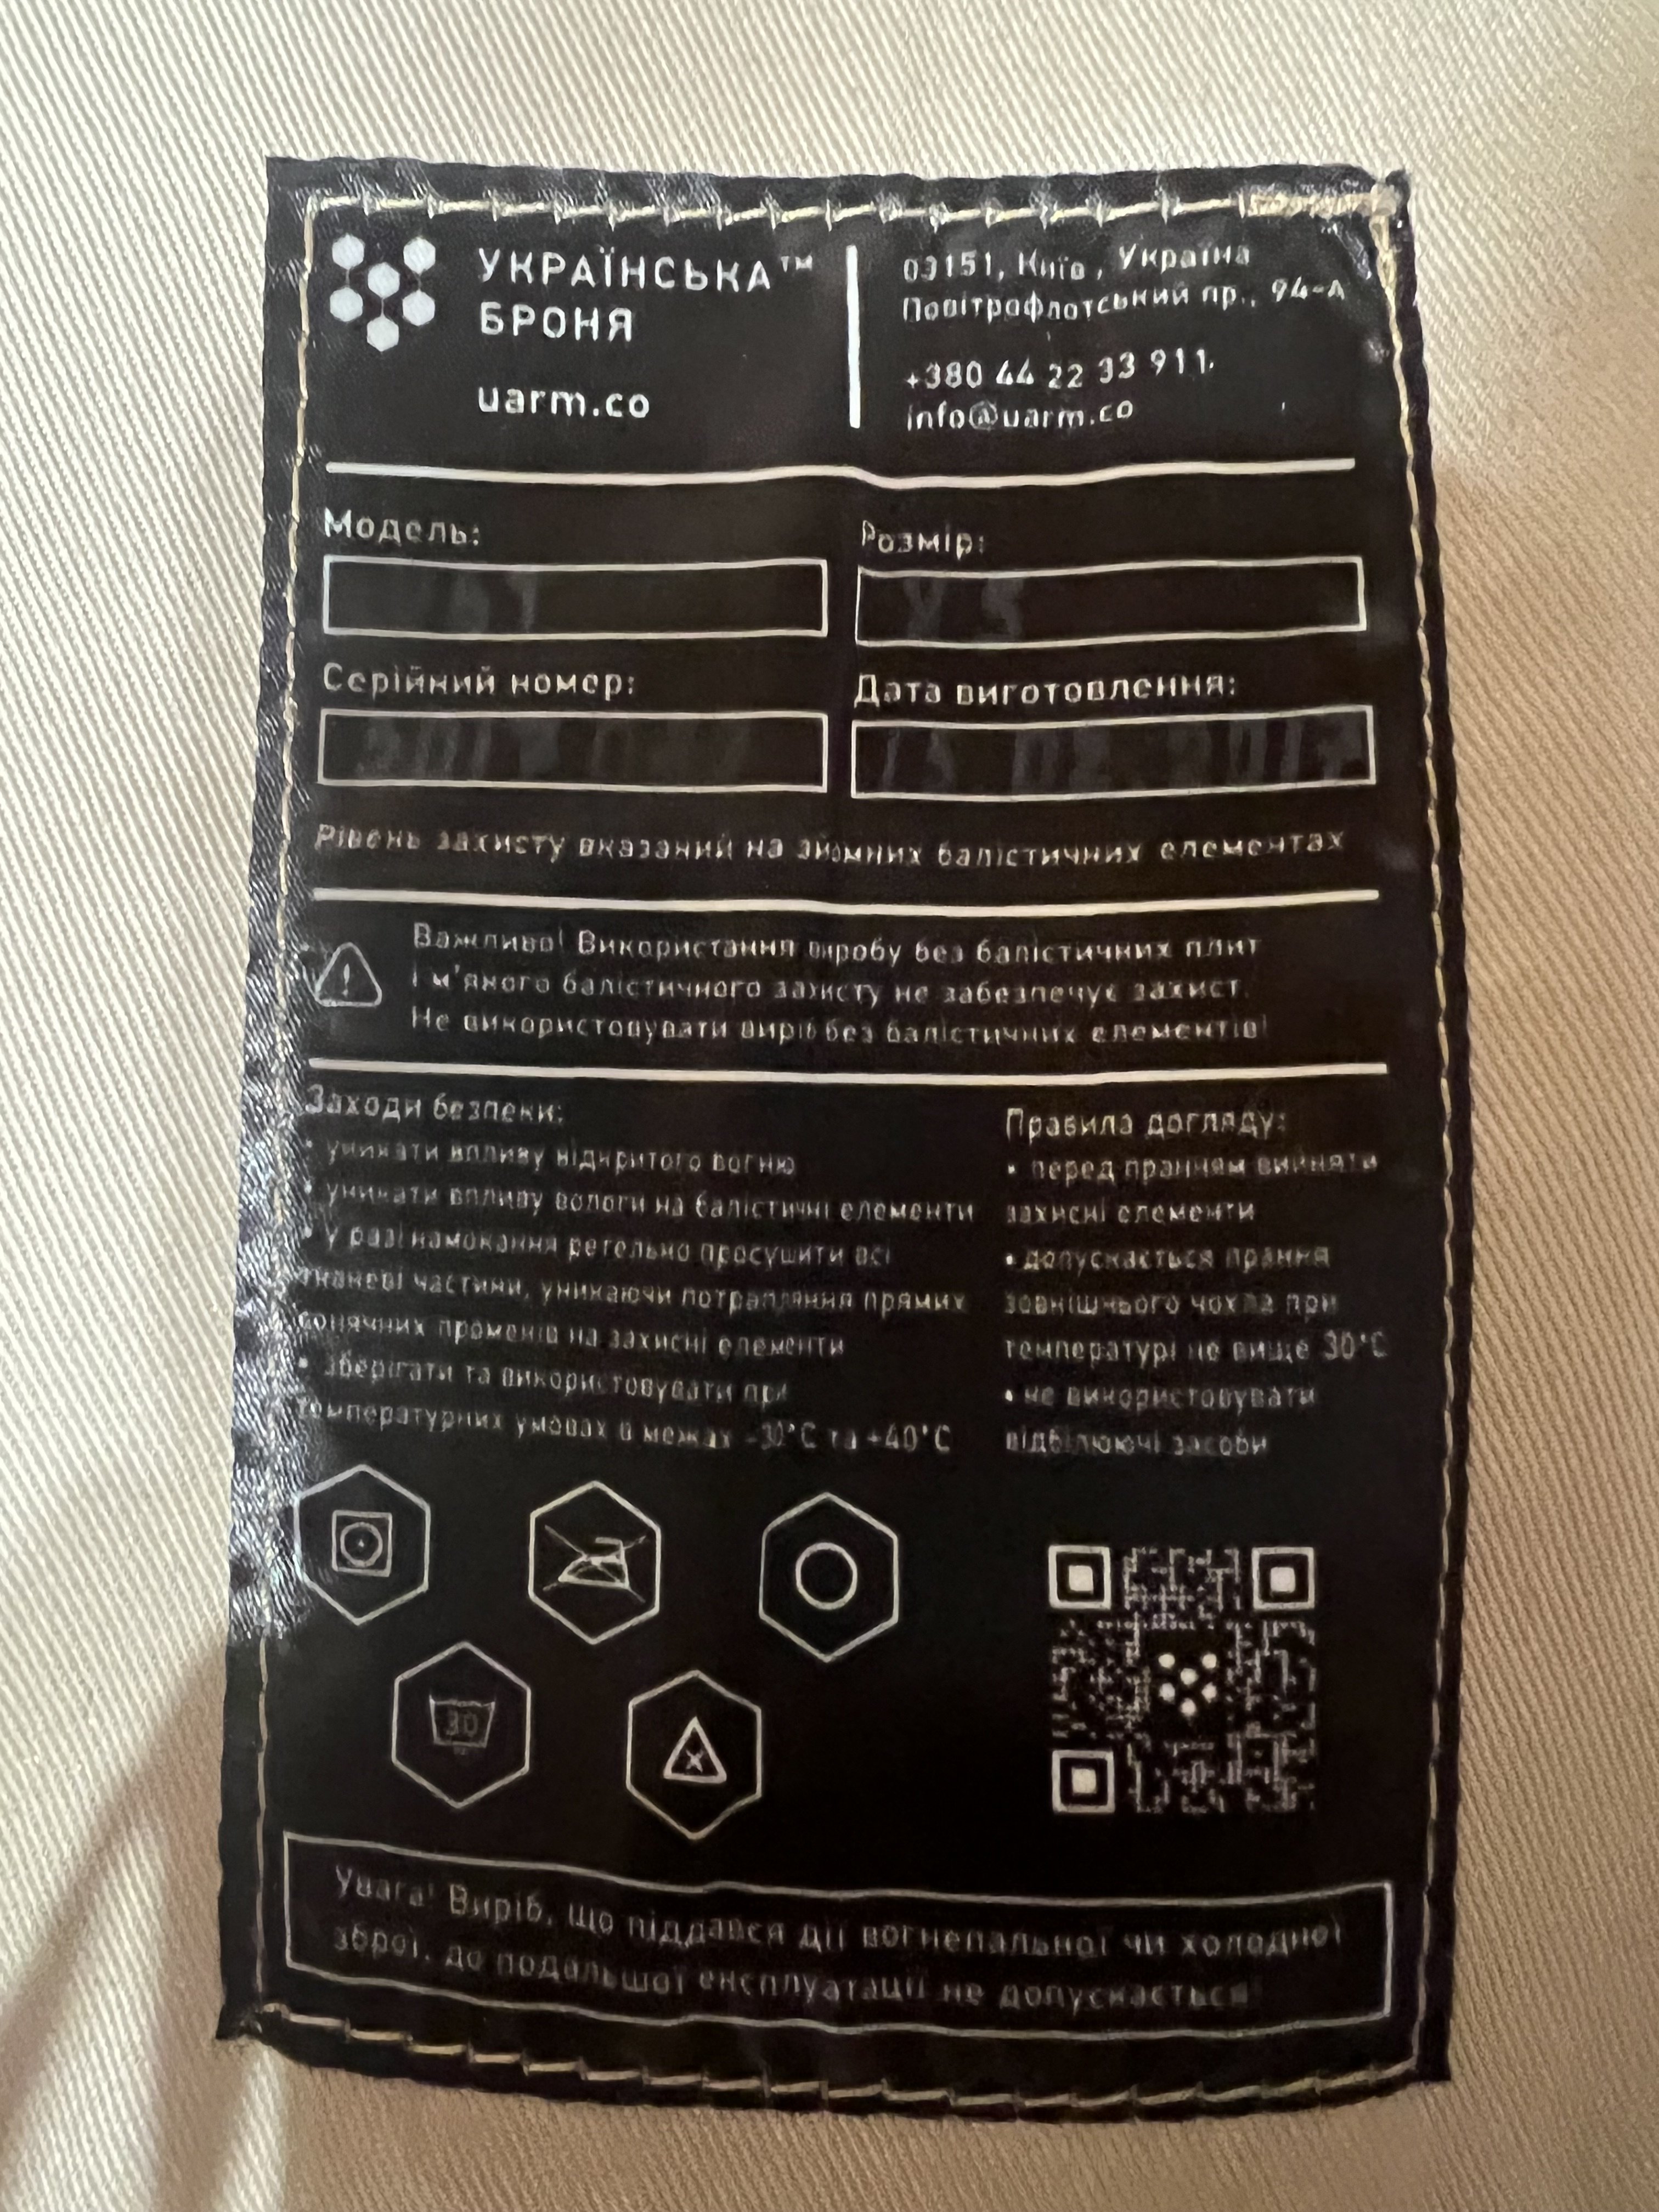 УКРАЇНСЬКА™
БРОНЯ
uarm.co
03151, Київ, Україна
Повітрофлотський пр., 94-А
+380 44 22 33 911
info@uarm.co
Модель:
Розмір:
Серійний номер:
Дата виготовлення:
Рівень захисту вказаний на знімних балістичних елементах
Важливо! Використання виробу без балістичних плит
і м'якого балістичного захисту не забезпечує захист.
Не використовувати виріб без балістичних елементів!
Заходи безпеки:
• уникати впливу відкритого вогню
• уникати впливу вологи на балістичні елементи
• У разі намокання ретельно просушити всі
тканеві частини, уникаючи потрапляння прямих
сонячних променів на захисні елементи
• зберігати та використовувати при
температурних умовах в межах -30°C та +40°C
Правила догляду:
• перед пранням вийняти
захисні елементи
• допускається прання
зовнішнього чохла при
температурі не вище 30°C
• не використовувати
відбілюючі засоби
30
Увага! Виріб, що піддався дії вогнепальної чи холодної
зброї, до подальшої експлуатації не допускається